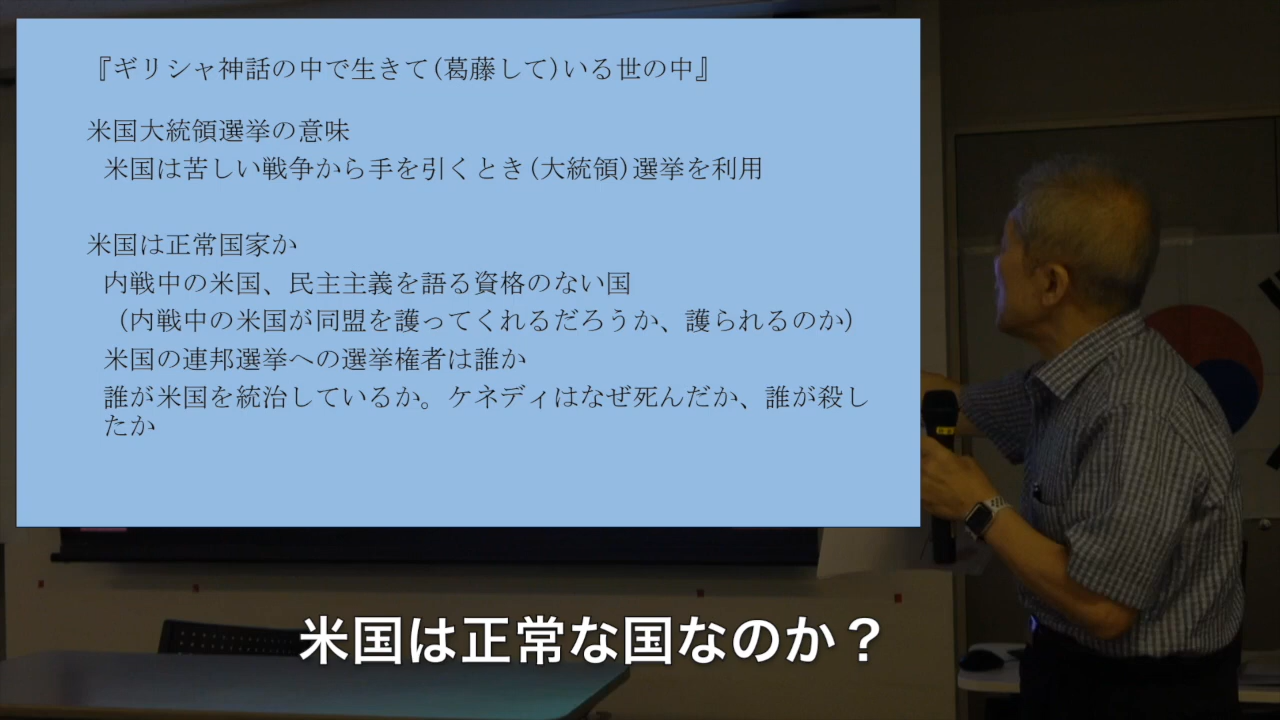 『ギリシャ神話の中で生きて(葛藤して)いる世の中』
米国大統領選挙の意味
米国は苦しい戦争から手を引くとき(大統領)選挙を利用
米国は正常国家か
内戦中の米国、民主主義を語る資格のない国
（内戦中の米国が同盟を護ってくれるだろうか、護られるのか）
米国の連邦選挙への選挙権者は誰か
誰が米国を統治しているか。ケネディはなぜ死んだか、誰が殺し
たか
米国は正常な国なのか？